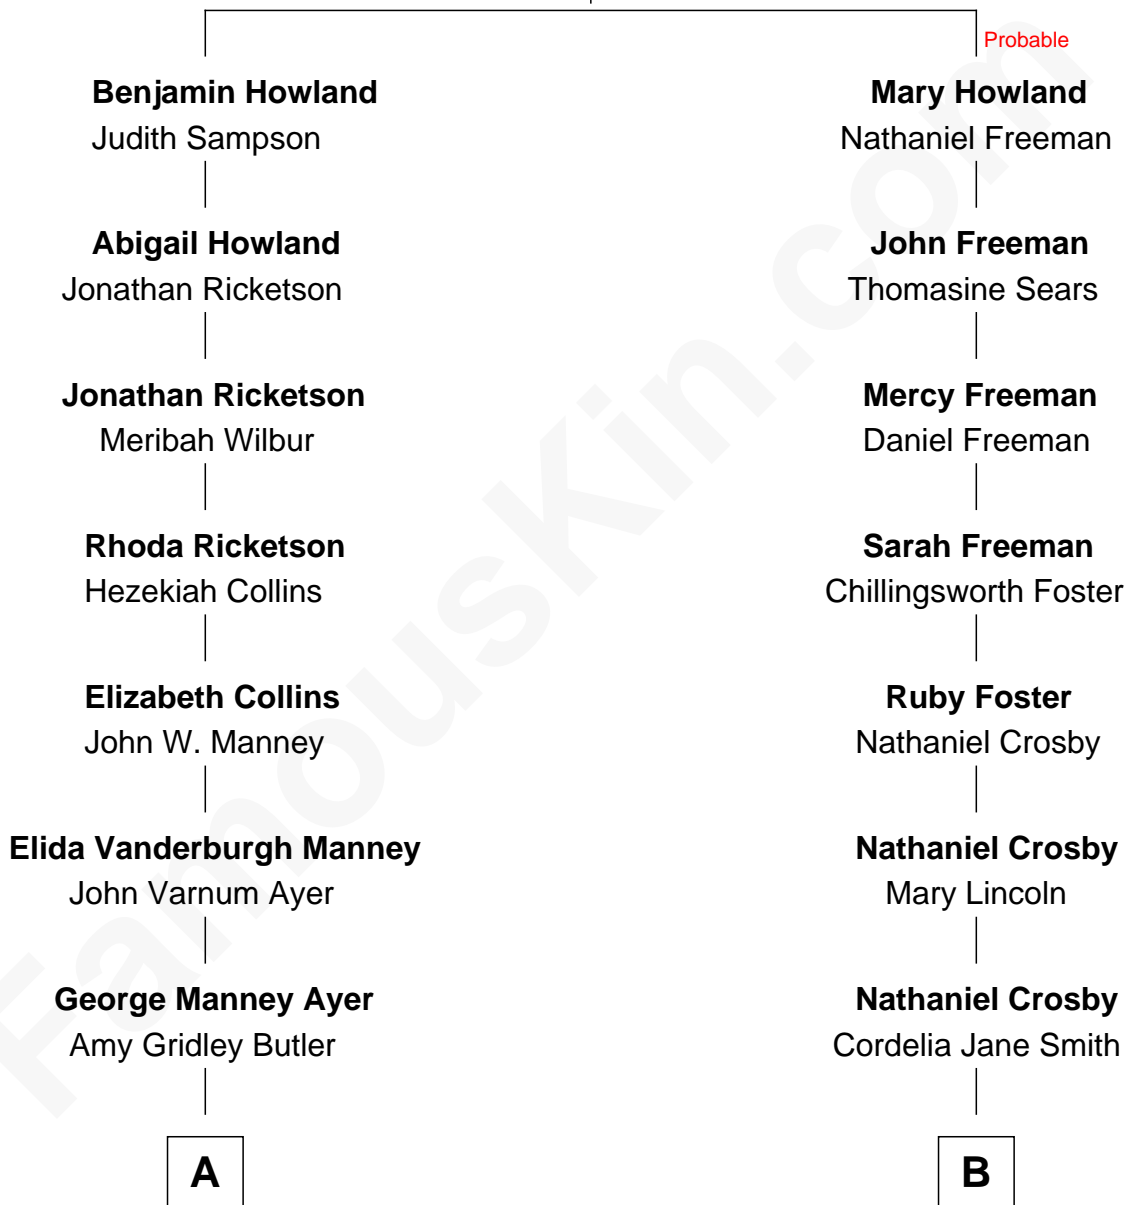 Probable
Benjamin Howland
Judith Sampson
Mary Howland
Nathaniel Freeman
Abigail Howland
Jonathan Ricketson
John Freeman
Thomasine Sears
Jonathan Ricketson
Meribah Wilbur
Mercy Freeman
Daniel Freeman
Rhoda Ricketson
Hezekiah Collins
Sarah Freeman
Chillingsworth Foster
Elizabeth Collins
John W. Manney
Ruby Foster
Nathaniel Crosby
Elida Vanderburgh Manney
John Varnum Ayer
Nathaniel Crosby
Mary Lincoln
George Manney Ayer
Amy Gridley Butler
Nathaniel Crosby
Cordelia Jane Smith
A
B
FamousKin.com